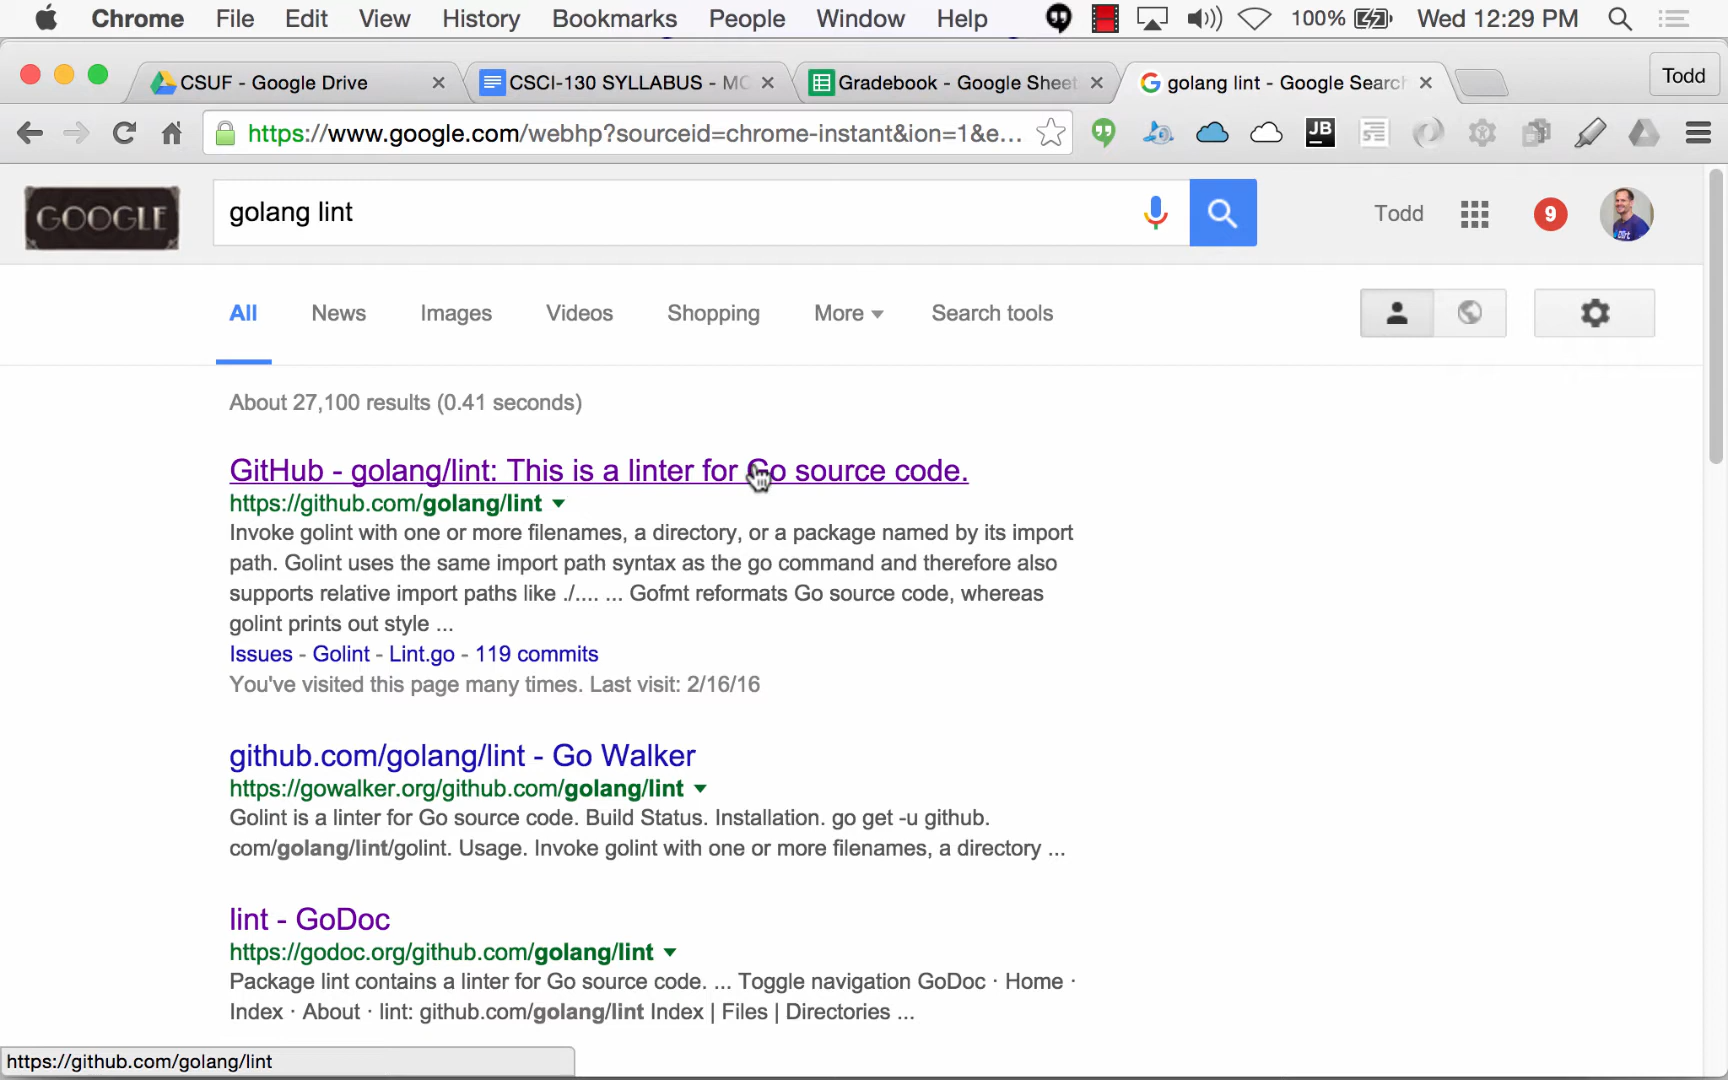 Chrome File Edit View History Bookmarks People Window Help 100% Wed 12:29 PM
CSUF - Google Drive CSCI-130 SYLLABUS - MC Gradebook - Google Sheet golang lint - Google Search Todd
https://www.google.com/webhp?sourceid=chrome-instant&ion=1&e... JB
GOOGLE golang lint Todd 9
All News Images Videos Shopping More Search tools
About 27,100 results (0.41 seconds)
GitHub - golang/lint: This is a linter for Go source code.
https://github.com/golang/lint
Invoke golint with one or more filenames, a directory, or a package named by its import
path. Golint uses the same import path syntax as the go command and therefore also
supports relative import paths like ./.... ... Gofmt reformats Go source code, whereas
golint prints out style ...
Issues - Golint - Lint.go - 119 commits
You've visited this page many times. Last visit: 2/16/16
github.com/golang/lint - Go Walker
https://gowalker.org/github.com/golang/lint
Golint is a linter for Go source code. Build Status. Installation. go get -u github.
com/golang/lint/golint. Usage. Invoke golint with one or more filenames, a directory ...
lint - GoDoc
https://godoc.org/github.com/golang/lint
Package lint contains a linter for Go source code. ... Toggle navigation GoDoc · Home ·
Index · About · lint: github.com/golang/lint Index | Files | Directories ...
https://github.com/golang/lint